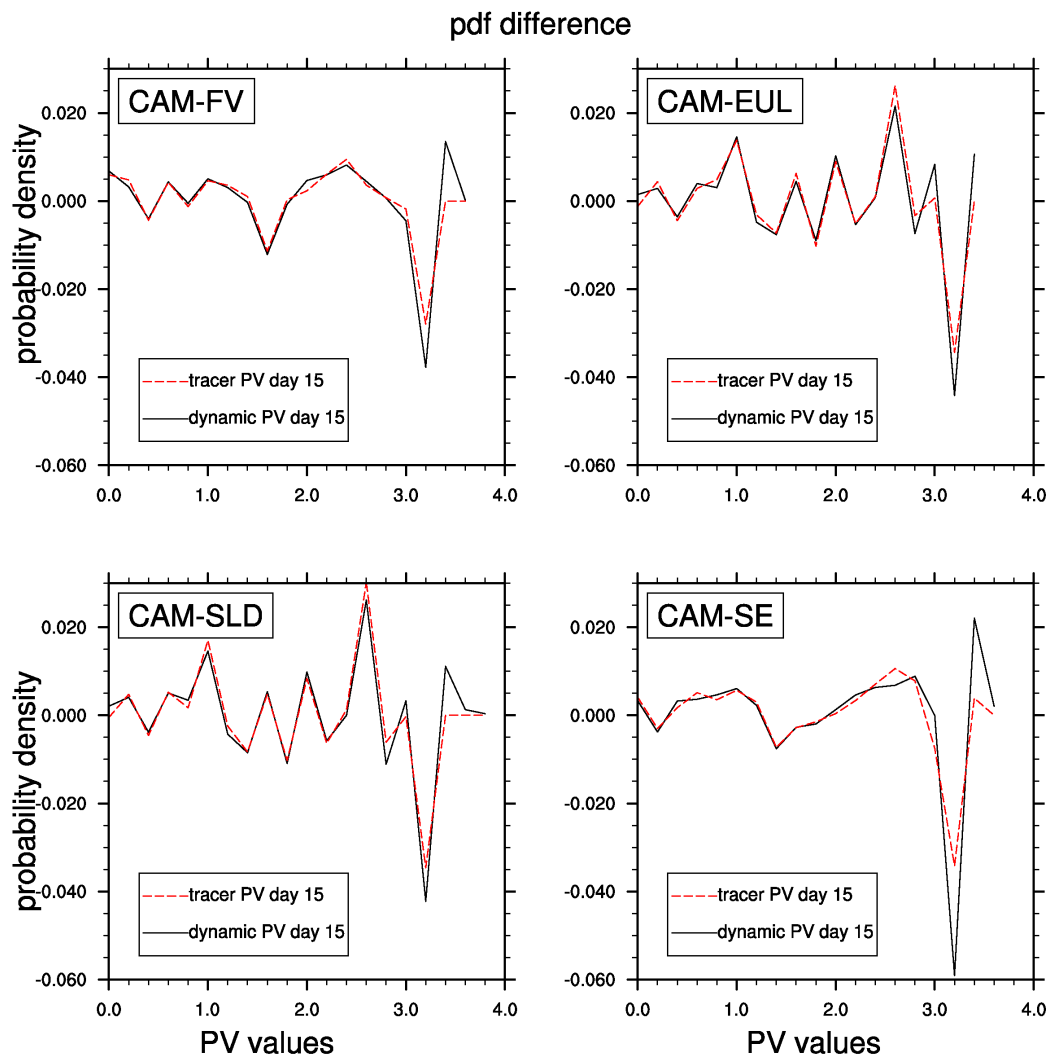 pdf difference
CAM-FV
probability density
0.020
0.000
-0.020
-0.040
-0.060
tracer PV day 15
dynamic PV day 15
0.0 1.0 2.0 3.0 4.0
CAM-EUL
0.020
0.000
-0.020
-0.040
-0.060
tracer PV day 15
dynamic PV day 15
0.0 1.0 2.0 3.0 4.0
CAM-SLD
probability density
0.020
0.000
-0.020
-0.040
-0.060
tracer PV day 15
dynamic PV day 15
0.0 1.0 2.0 3.0 4.0
PV values
CAM-SE
0.020
0.000
-0.020
-0.040
-0.060
tracer PV day 15
dynamic PV day 15
0.0 1.0 2.0 3.0 4.0
PV values